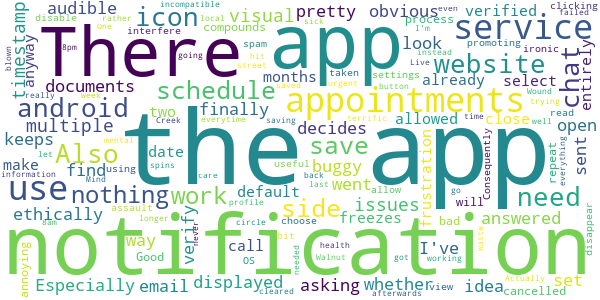 timestamp audible icon visual pretty obvious process verified clicking even failed
disable rather One local incompatible
8pm
anyway There interfere compounds spam app look service I'm promoting ironic
documents months hit going street taken settings button instead Live already website select chat entirely
android schedule finally appointments Wound trying
multiple two decides save allowed close read open sent
keeps the app
Also date spins saving everytime urgent terrific time well
make find using buggy useful back sick saved Consequently repeat everything blown
information let really week mental Mind Creek last allow go will need
use nothing work default side went issues Frustration
ethically assault care profile freezes bad answered disappear
notification
verify never longer way bit circle choose call I've
8am Good OS needed health Walnut got view working
annoying Especially email displayed asking whether idea cancelled set Waste
cleared afterwards Actually